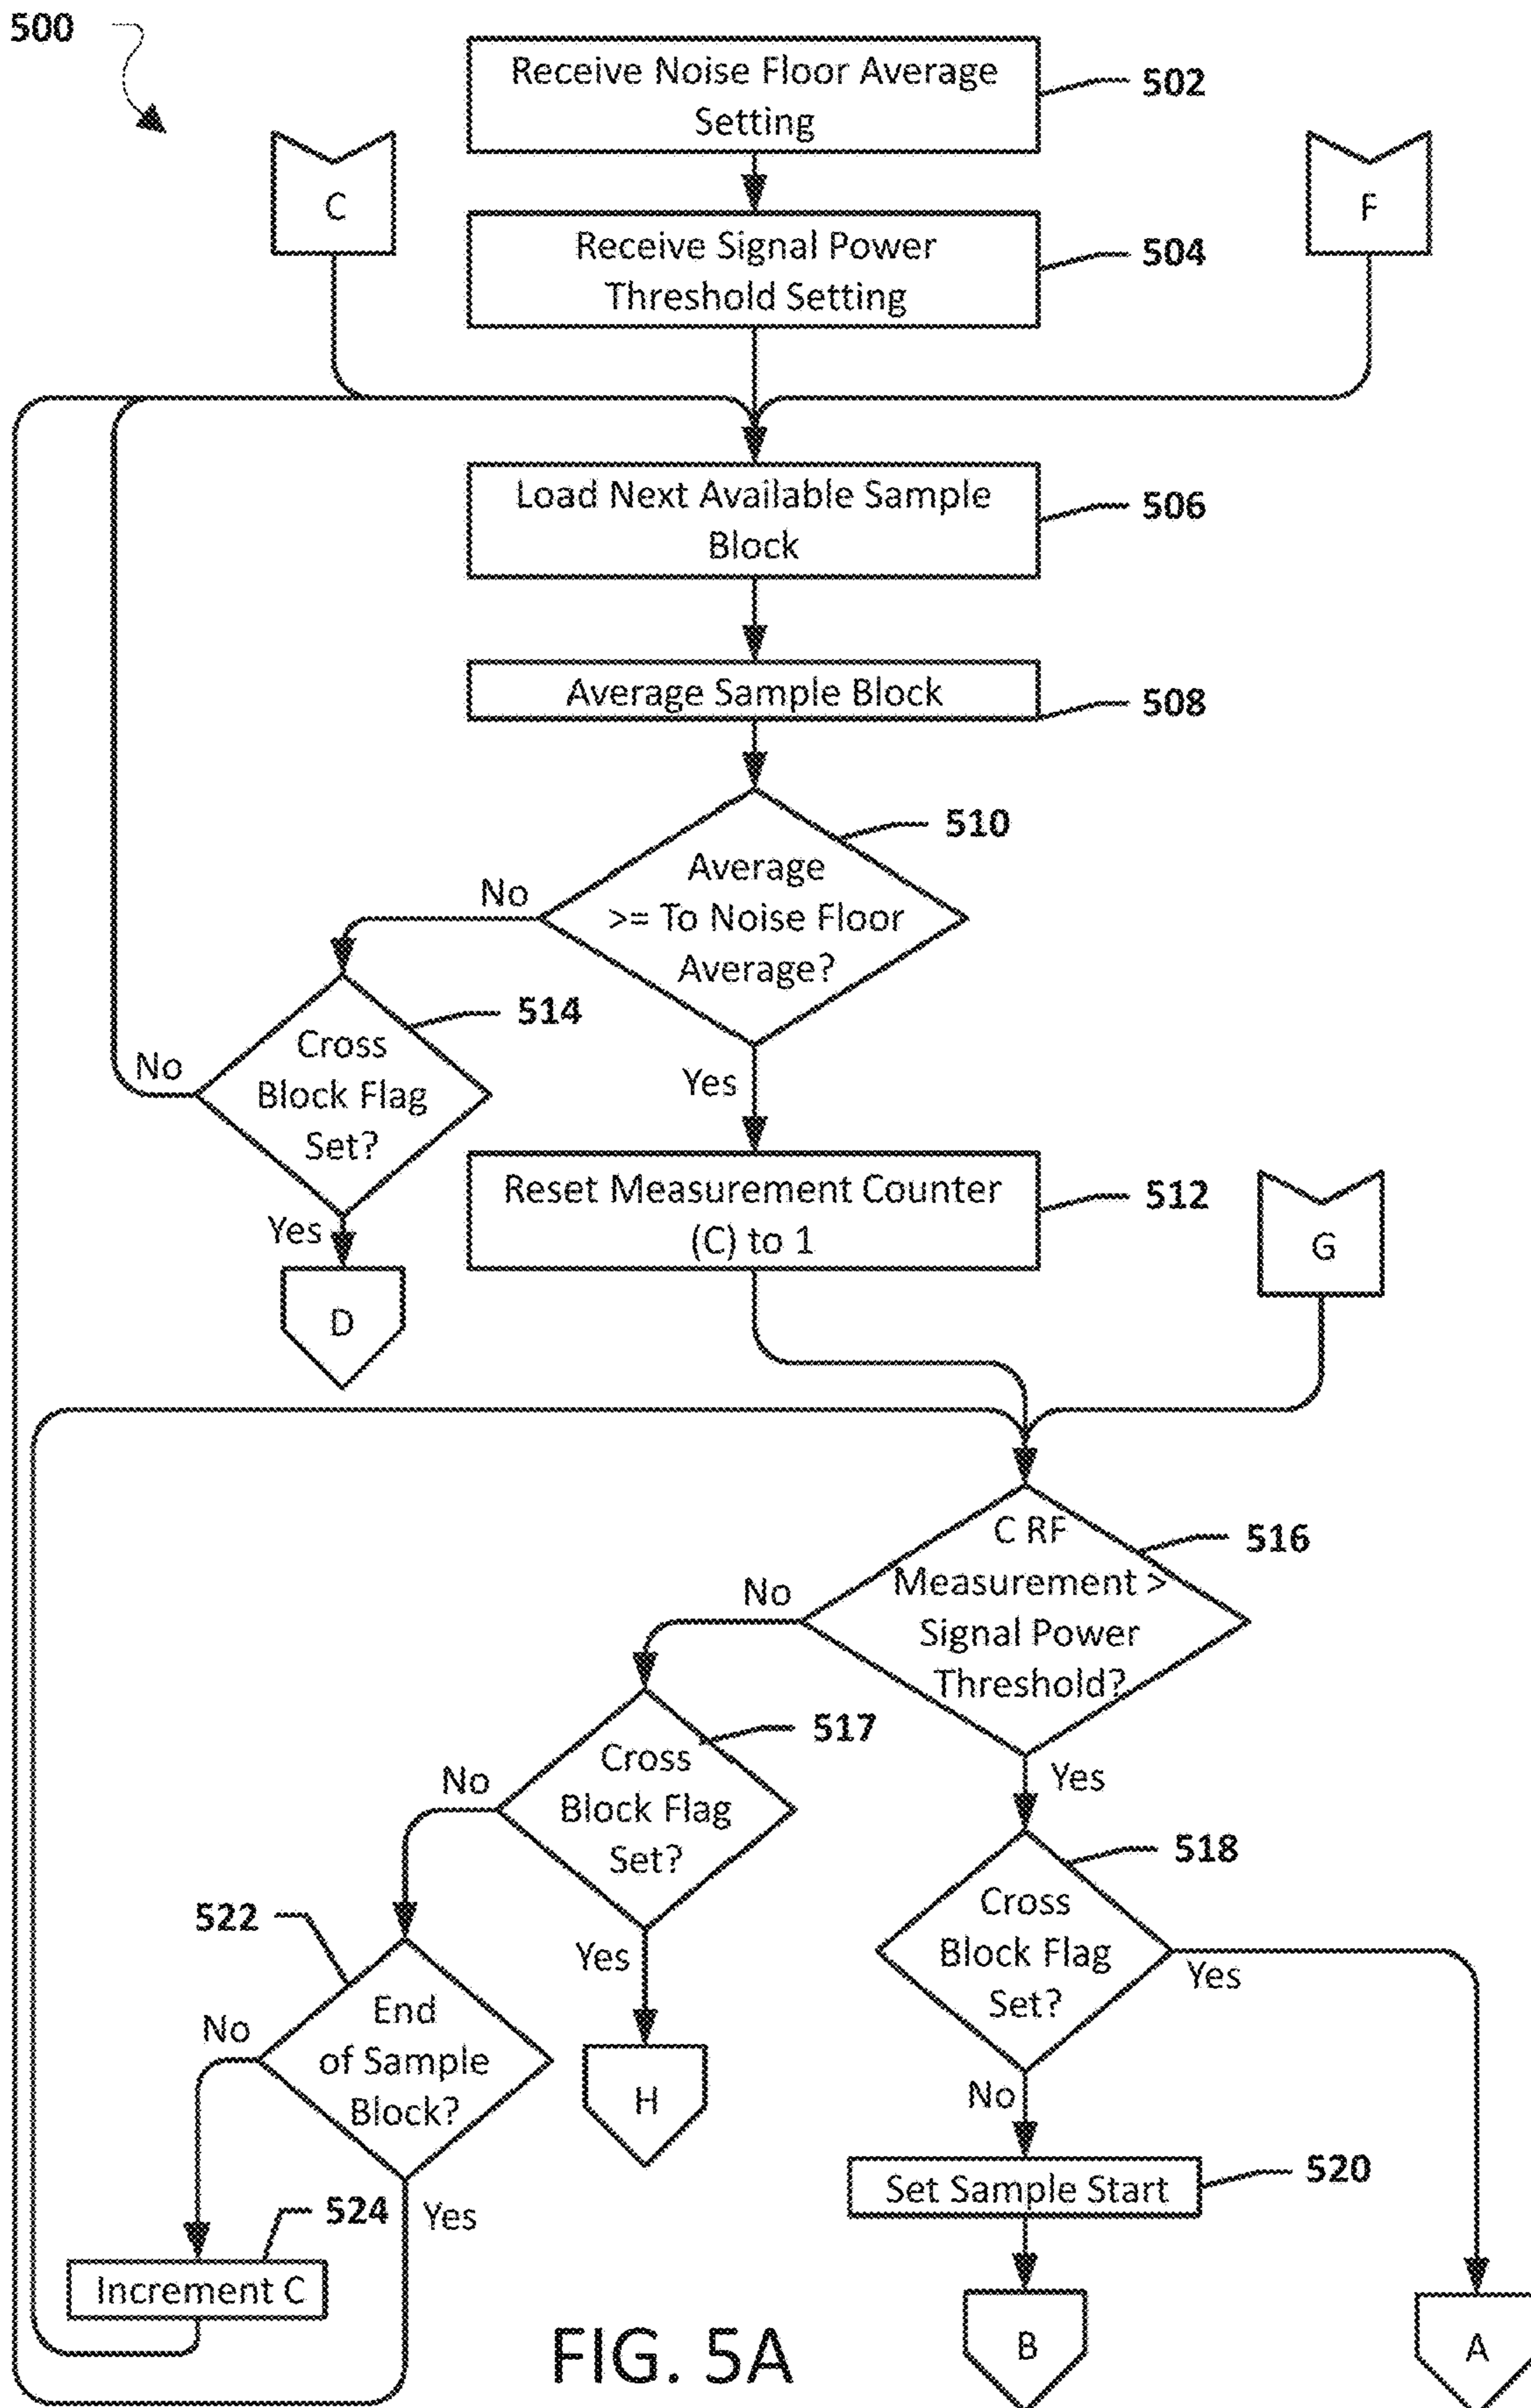 500
Receive Noise Floor Average
Setting
502
C
F
Receive Signal Power
Threshold Setting
504
Load Next Available Sample
Block
506
Average Sample Block
508
510
Average
>= To Noise Floor
Average?
No
514
Cross
Block Flag
Set?
No
Yes
Yes
D
Reset Measurement Counter
(C) to 1
512
G
C RF
Measurement >
Signal Power
Threshold?
516
No
517
Cross
Block Flag
Set?
No
Yes
Yes
518
Cross
Block Flag
Set?
Yes
522
End
of Sample
Block?
No
H
No
Set Sample Start
520
524
Yes
Increment C
FIG. 5A
B
A